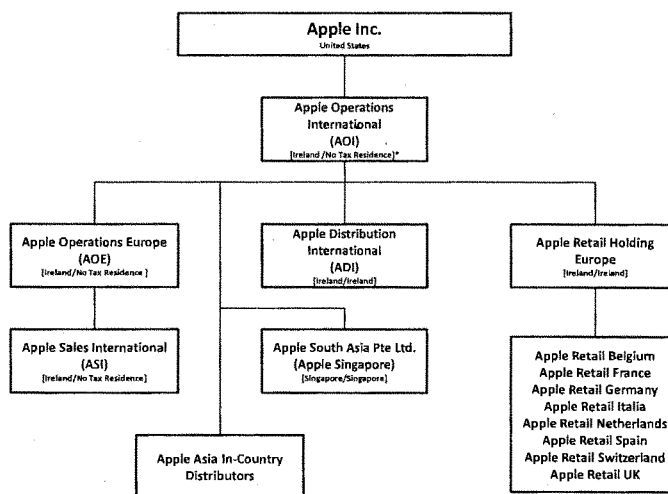 Apple Inc.
United States
Apple Operations
International
(AOI)
[Ireland/No Tax Residence]*
Apple Operations Europe
(AOE)
[Ireland/No Tax Residence]
Apple Distribution
International
(ADI)
[Ireland/Ireland]
Apple Retail Holding
Europe
[Ireland/Ireland]
Apple Sales International
(ASI)
[Ireland/No Tax Residence]
Apple South Asia Pte Ltd.
(Apple Singapore)
[Singapore/Singapore]
Apple Retail Belgium
Apple Retail France
Apple Retail Germany
Apple Retail Italia
Apple Retail Netherlands
Apple Retail Spain
Apple Retail Switzerland
Apple Retail UK
Apple Asia In-Country
Distributors